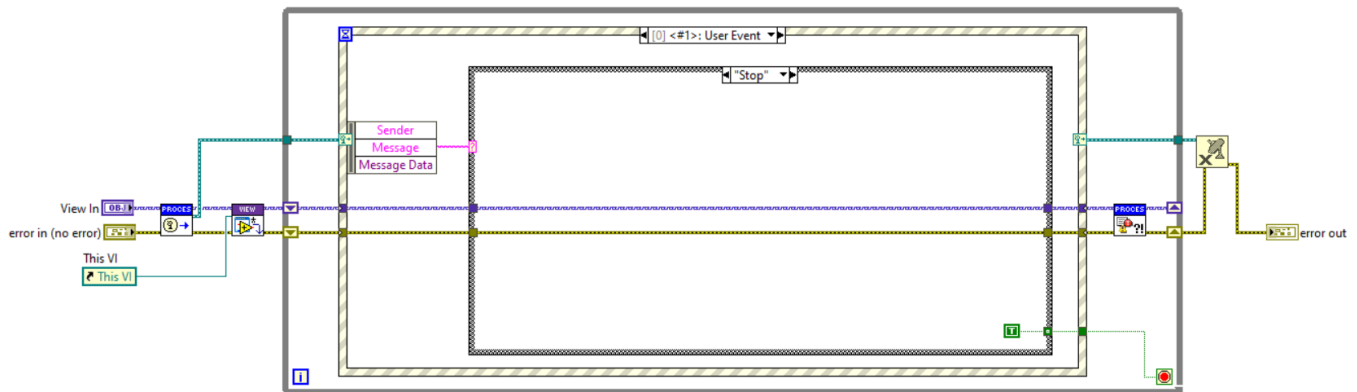 [0] <#1>: User Event
"Stop"
Sender
Message
Message Data
View In
OBJ
PROCES
VIEW
PROCES
?!
error in (no error)
error out
This VI
This VI
T
i